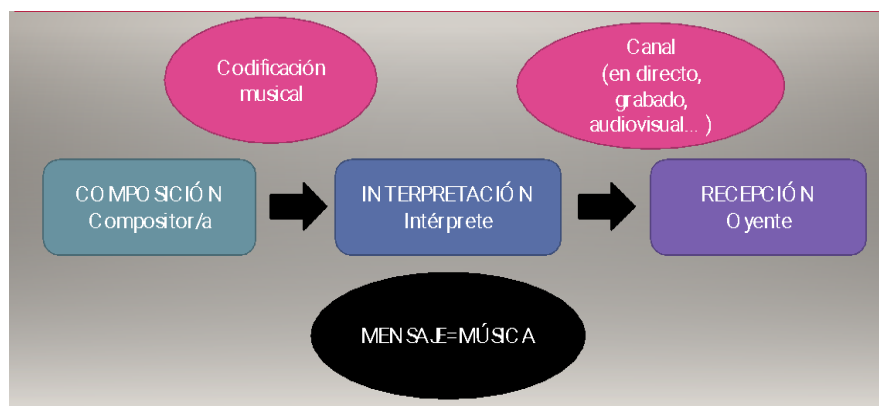 Codificación
musical
Canal
(en directo,
grabado,
audiovisual... )
COMPOSICIÓN
Compositor/a
INTERPRETACIÓN
Intérprete
RECEPCIÓN
Oyente
MENSAJE=MÚSICA